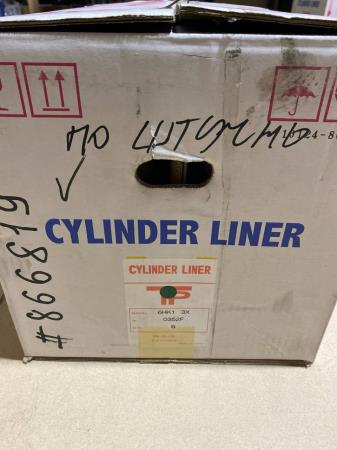 по штучно
#866819
CYLINDER LINER
CYLINDER LINER
TP
6HK1 3X
0352F
6